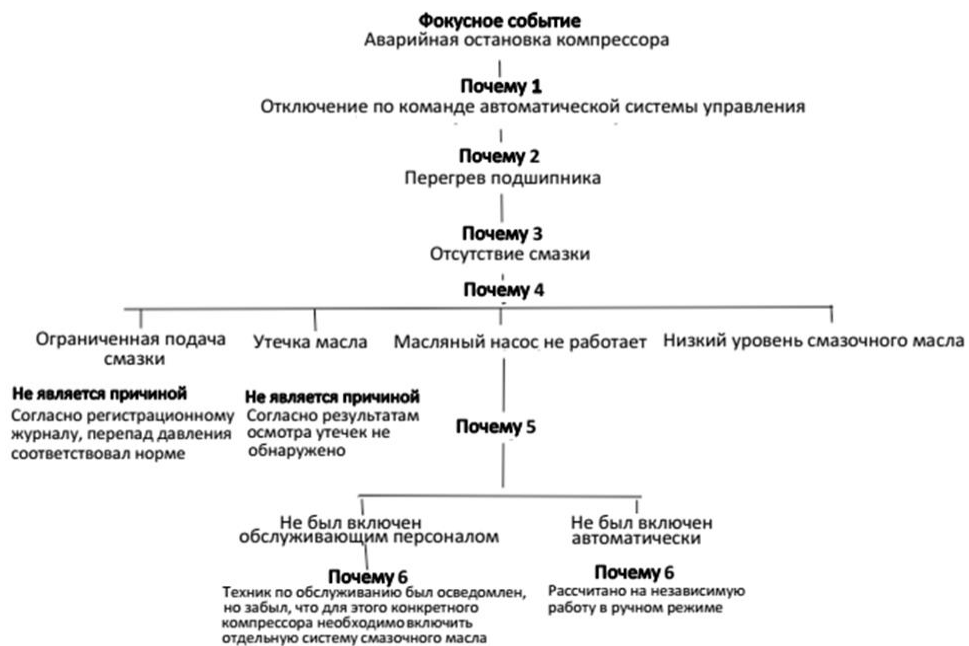 Фокусное событие
Аварийная остановка компрессора
Почему 1
Отключение по команде автоматической системы управления
Почему 2
Перегрев подшипника
Почему 3
Отсутствие смазки
Почему 4
Ограниченная подача
смазки
Утечка масла
Масляный насос не работает
Низкий уровень смазочного масла
Не является причиной
Согласно регистрационному
журналу, перепад давления
соответствовал норме
Не является причиной
Согласно результатам
осмотра утечек не
обнаружено
Почему 5
Не был включен
обслуживающим персоналом
Не был включен
автоматически
Почему 6
Техник по обслуживанию был осведомлен,
но забыл, что для этого конкретного
компрессора необходимо включить
отдельную систему смазочного масла
Почему 6
Рассчитано на независимую
работу в ручном режиме